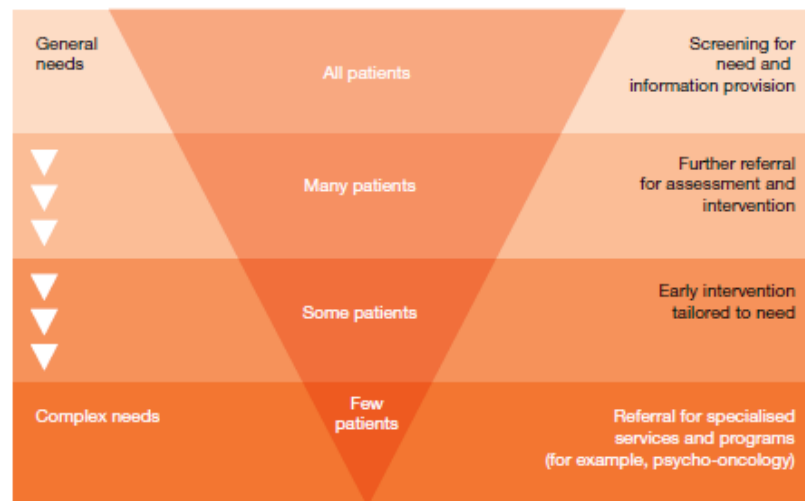 General
needs
All patients
Screening for
need and
information provision
Many patients
Further referral
for assessment and
intervention
Some patients
Early intervention
tailored to need
Complex needs
Few
patients
Referral for specialised
services and programs
(for example, psycho-oncology)